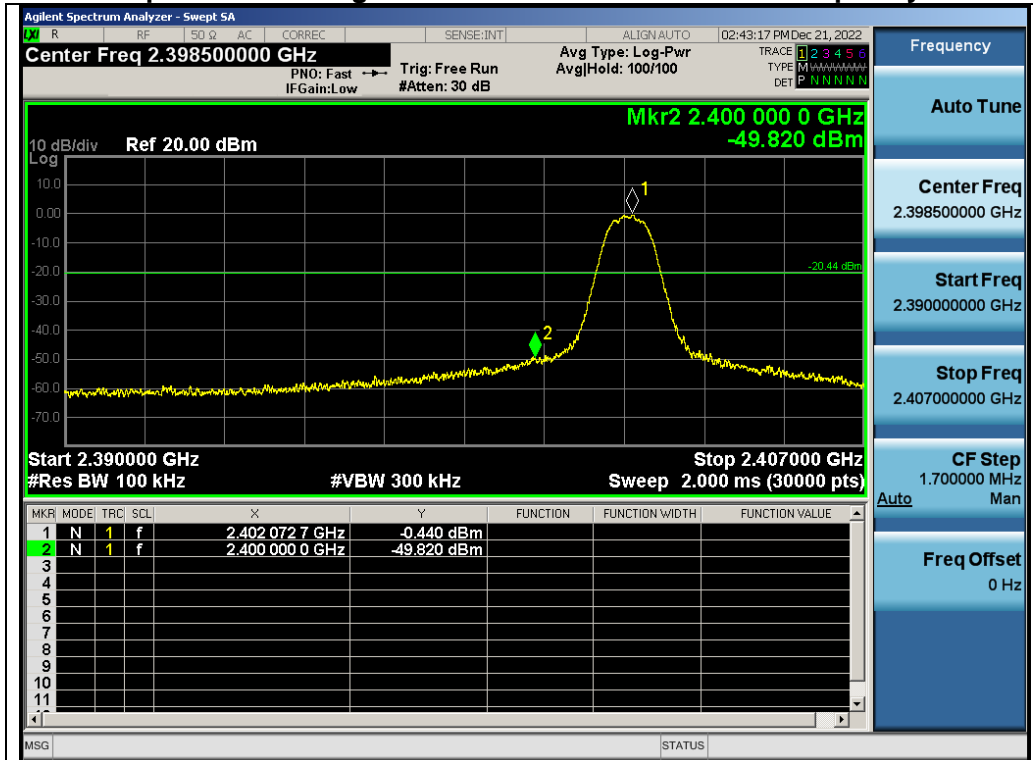 Agilent Spectrum Analyzer - Swept SA
LXI R RF 50 Ω AC CORREC SENSE:INT ALIGN AUTO 02:43:17 PM Dec 21, 2022
Center Freq 2.398500000 GHz
PNO: Fast
IFGain:Low
Trig: Free Run
#Atten: 30 dB
Avg Type: Log-Pwr
Avg|Hold: 100/100
TRACE 1 2 3 4 5 6
TYPE M W W W W W
DET P N N N N N
Mkr2 2.400 000 0 GHz
-49.820 dBm
10 dB/div Ref 20.00 dBm
Log
10.0
0.00
-10.0
-20.0
-30.0
-40.0
-50.0
-60.0
-70.0
1
-20.44 dBm
2
Start 2.390000 GHz Stop 2.407000 GHz
#Res BW 100 kHz #VBW 300 kHz Sweep 2.000 ms (30000 pts)
MKR MODE TRC SCL X Y FUNCTION FUNCTION WIDTH FUNCTION VALUE
1 N 1 f 2.402 072 7 GHz -0.440 dBm
2 N 1 f 2.400 000 0 GHz -49.820 dBm
3
4
5
6
7
8
9
10
11
MSG STATUS
Frequency
Auto Tune
Center Freq
2.398500000 GHz
Start Freq
2.390000000 GHz
Stop Freq
2.407000000 GHz
CF Step
1.700000 MHz
Auto Man
Freq Offset
0 Hz